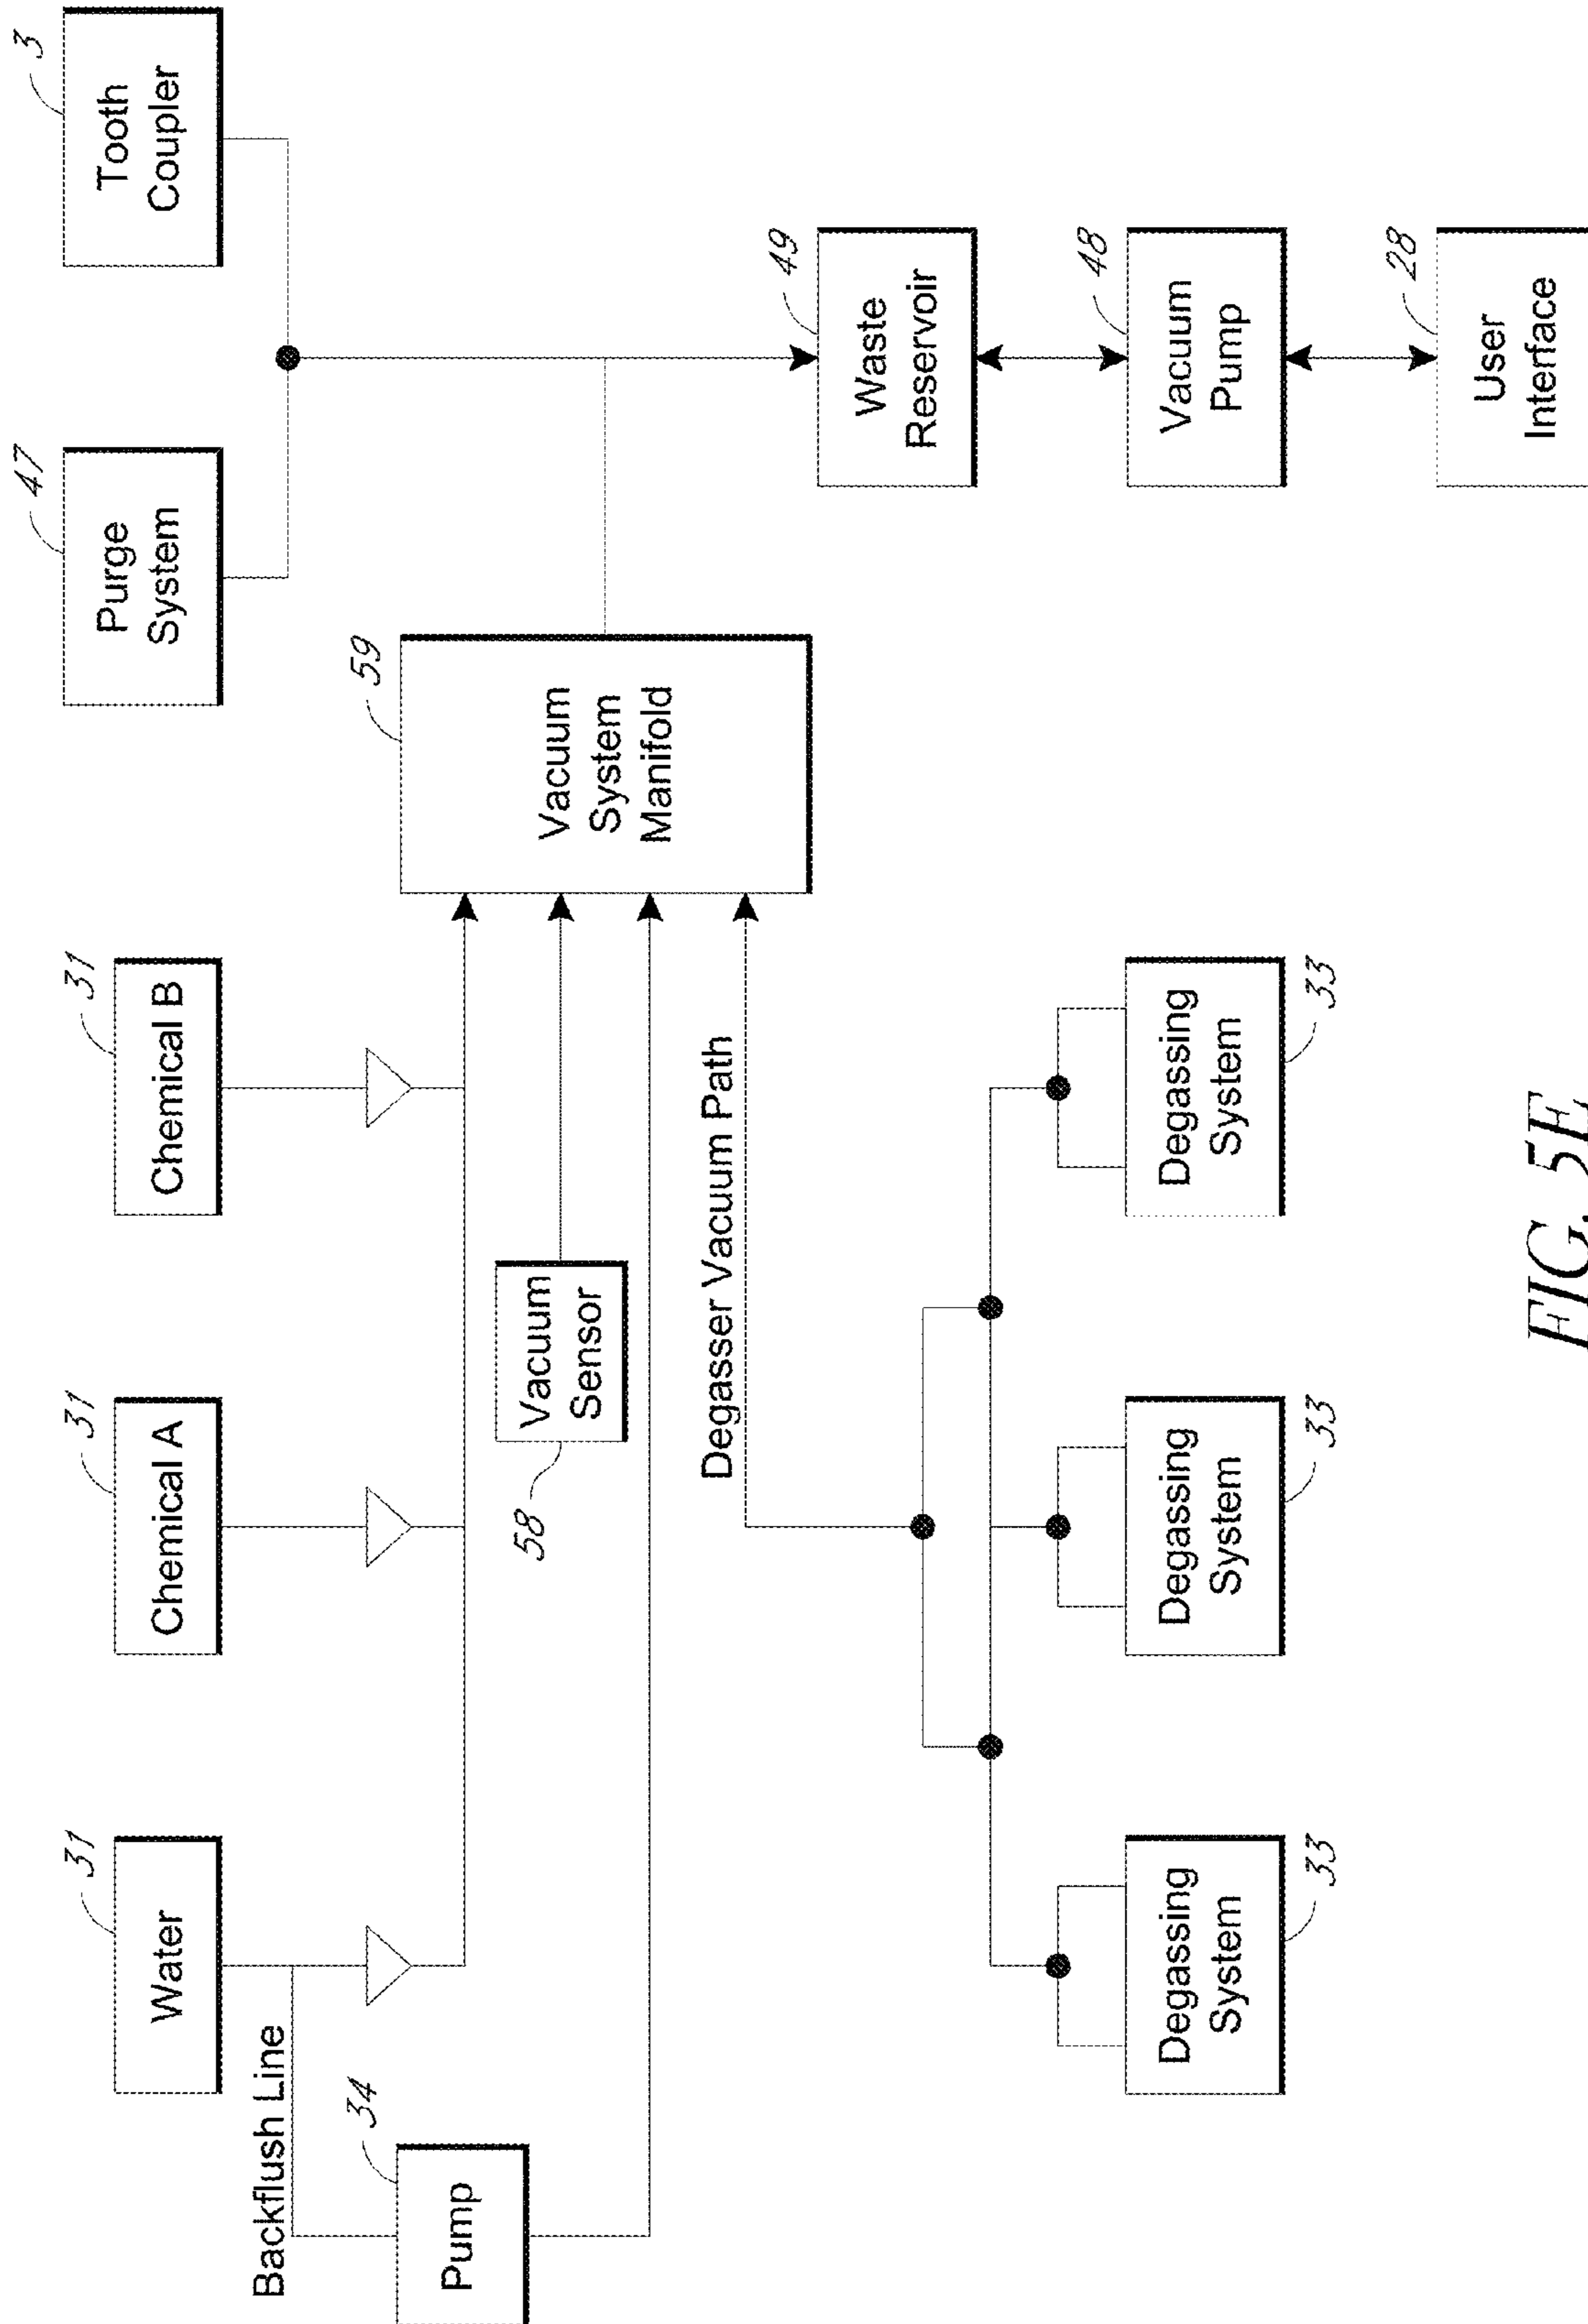 Water
31
Chemical A
31
Chemical B
31
Purge
System
47
Tooth
Coupler
3
Backflush Line
Pump
34
Vacuum
Sensor
58
Vacuum
System
Manifold
59
Degasser Vacuum Path
Waste
Reservoir
49
Degassing
System
33
Degassing
System
33
Degassing
System
33
Vacuum
Pump
48
User
Interface
28
FIG. 5E